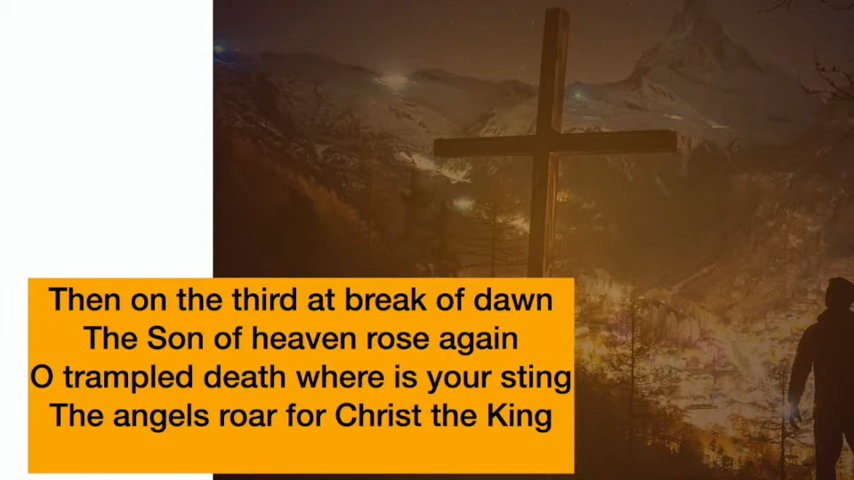 Then on the third at break of dawn
The Son of heaven rose again
O trampled death where is your sting
The angels roar for Christ the King